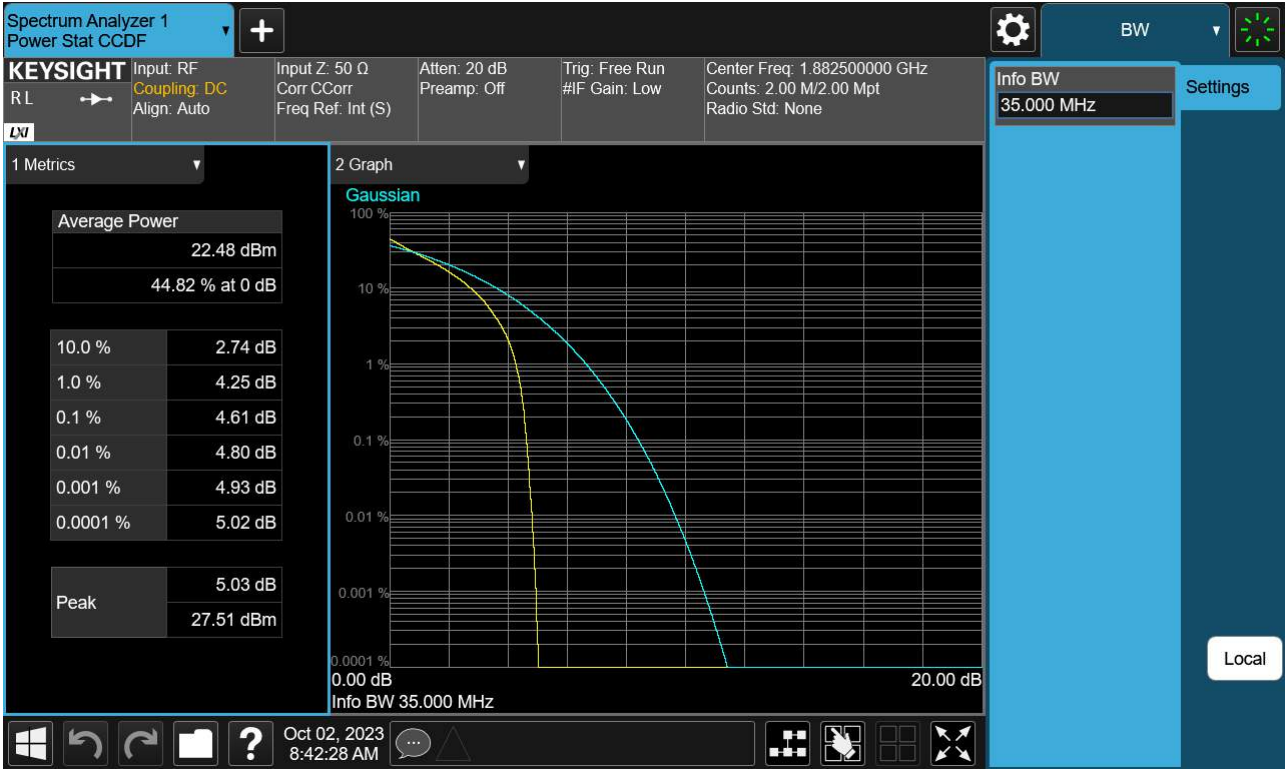 Spectrum Analyzer 1
Power Stat CCDF
+
BW
KEYSIGHT
RL
LXI
Input: RF
Coupling: DC
Align: Auto
Input Z: 50 Ω
Corr CCorr
Freq Ref: Int (S)
Atten: 20 dB
Preamp: Off
Trig: Free Run
#IF Gain: Low
Center Freq: 1.882500000 GHz
Counts: 2.00 M/2.00 Mpt
Radio Std: None
Info BW
35.000 MHz
Settings
1 Metrics
Average Power
22.48 dBm
44.82 % at 0 dB
10.0 % 2.74 dB
1.0 % 4.25 dB
0.1 % 4.61 dB
0.01 % 4.80 dB
0.001 % 4.93 dB
0.0001 % 5.02 dB
Peak 5.03 dB
27.51 dBm
2 Graph
Gaussian
100 %
10 %
1 %
0.1 %
0.01 %
0.001 %
0.0001 %
0.00 dB 20.00 dB
Info BW 35.000 MHz
Local
?
Oct 02, 2023
8:42:28 AM